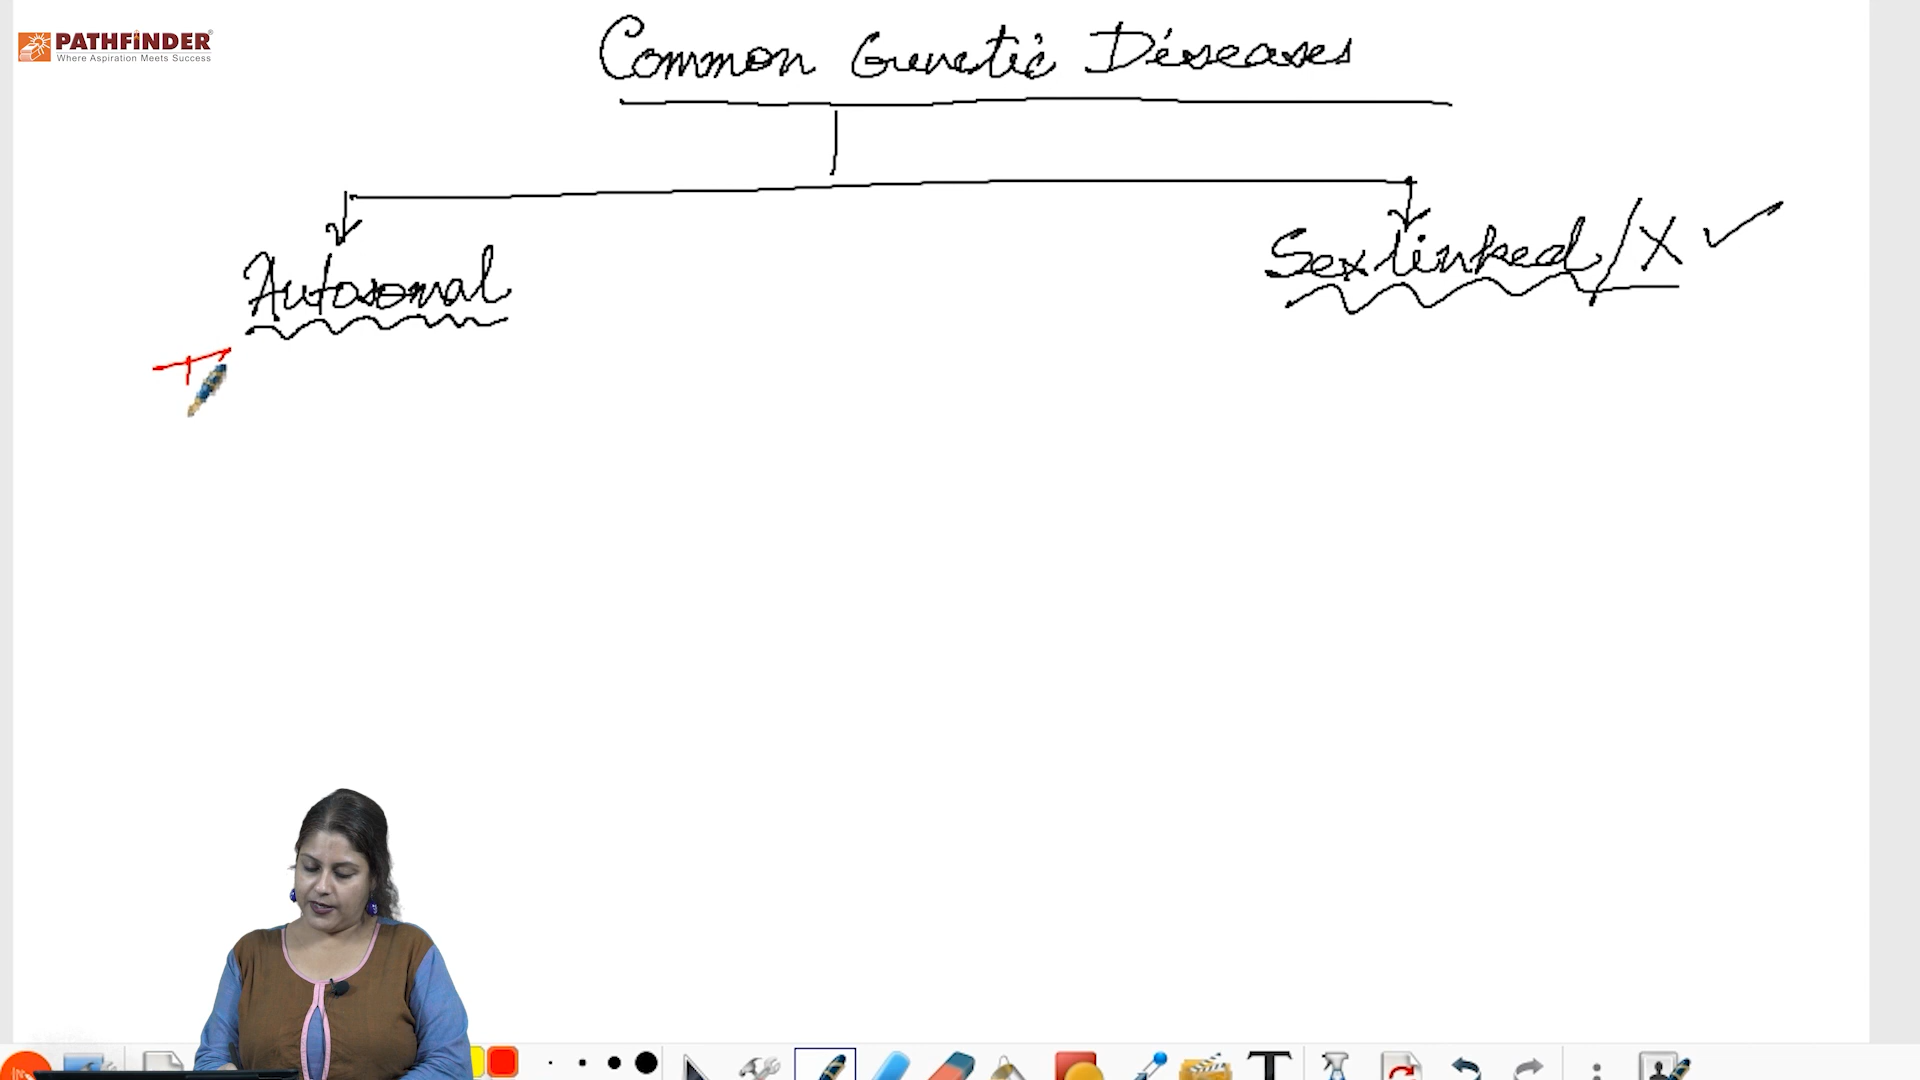 PATHFINDER
Where Aspiration Meets Success
Common Genetic Diseases
Autosomal
Sex linked/X
T